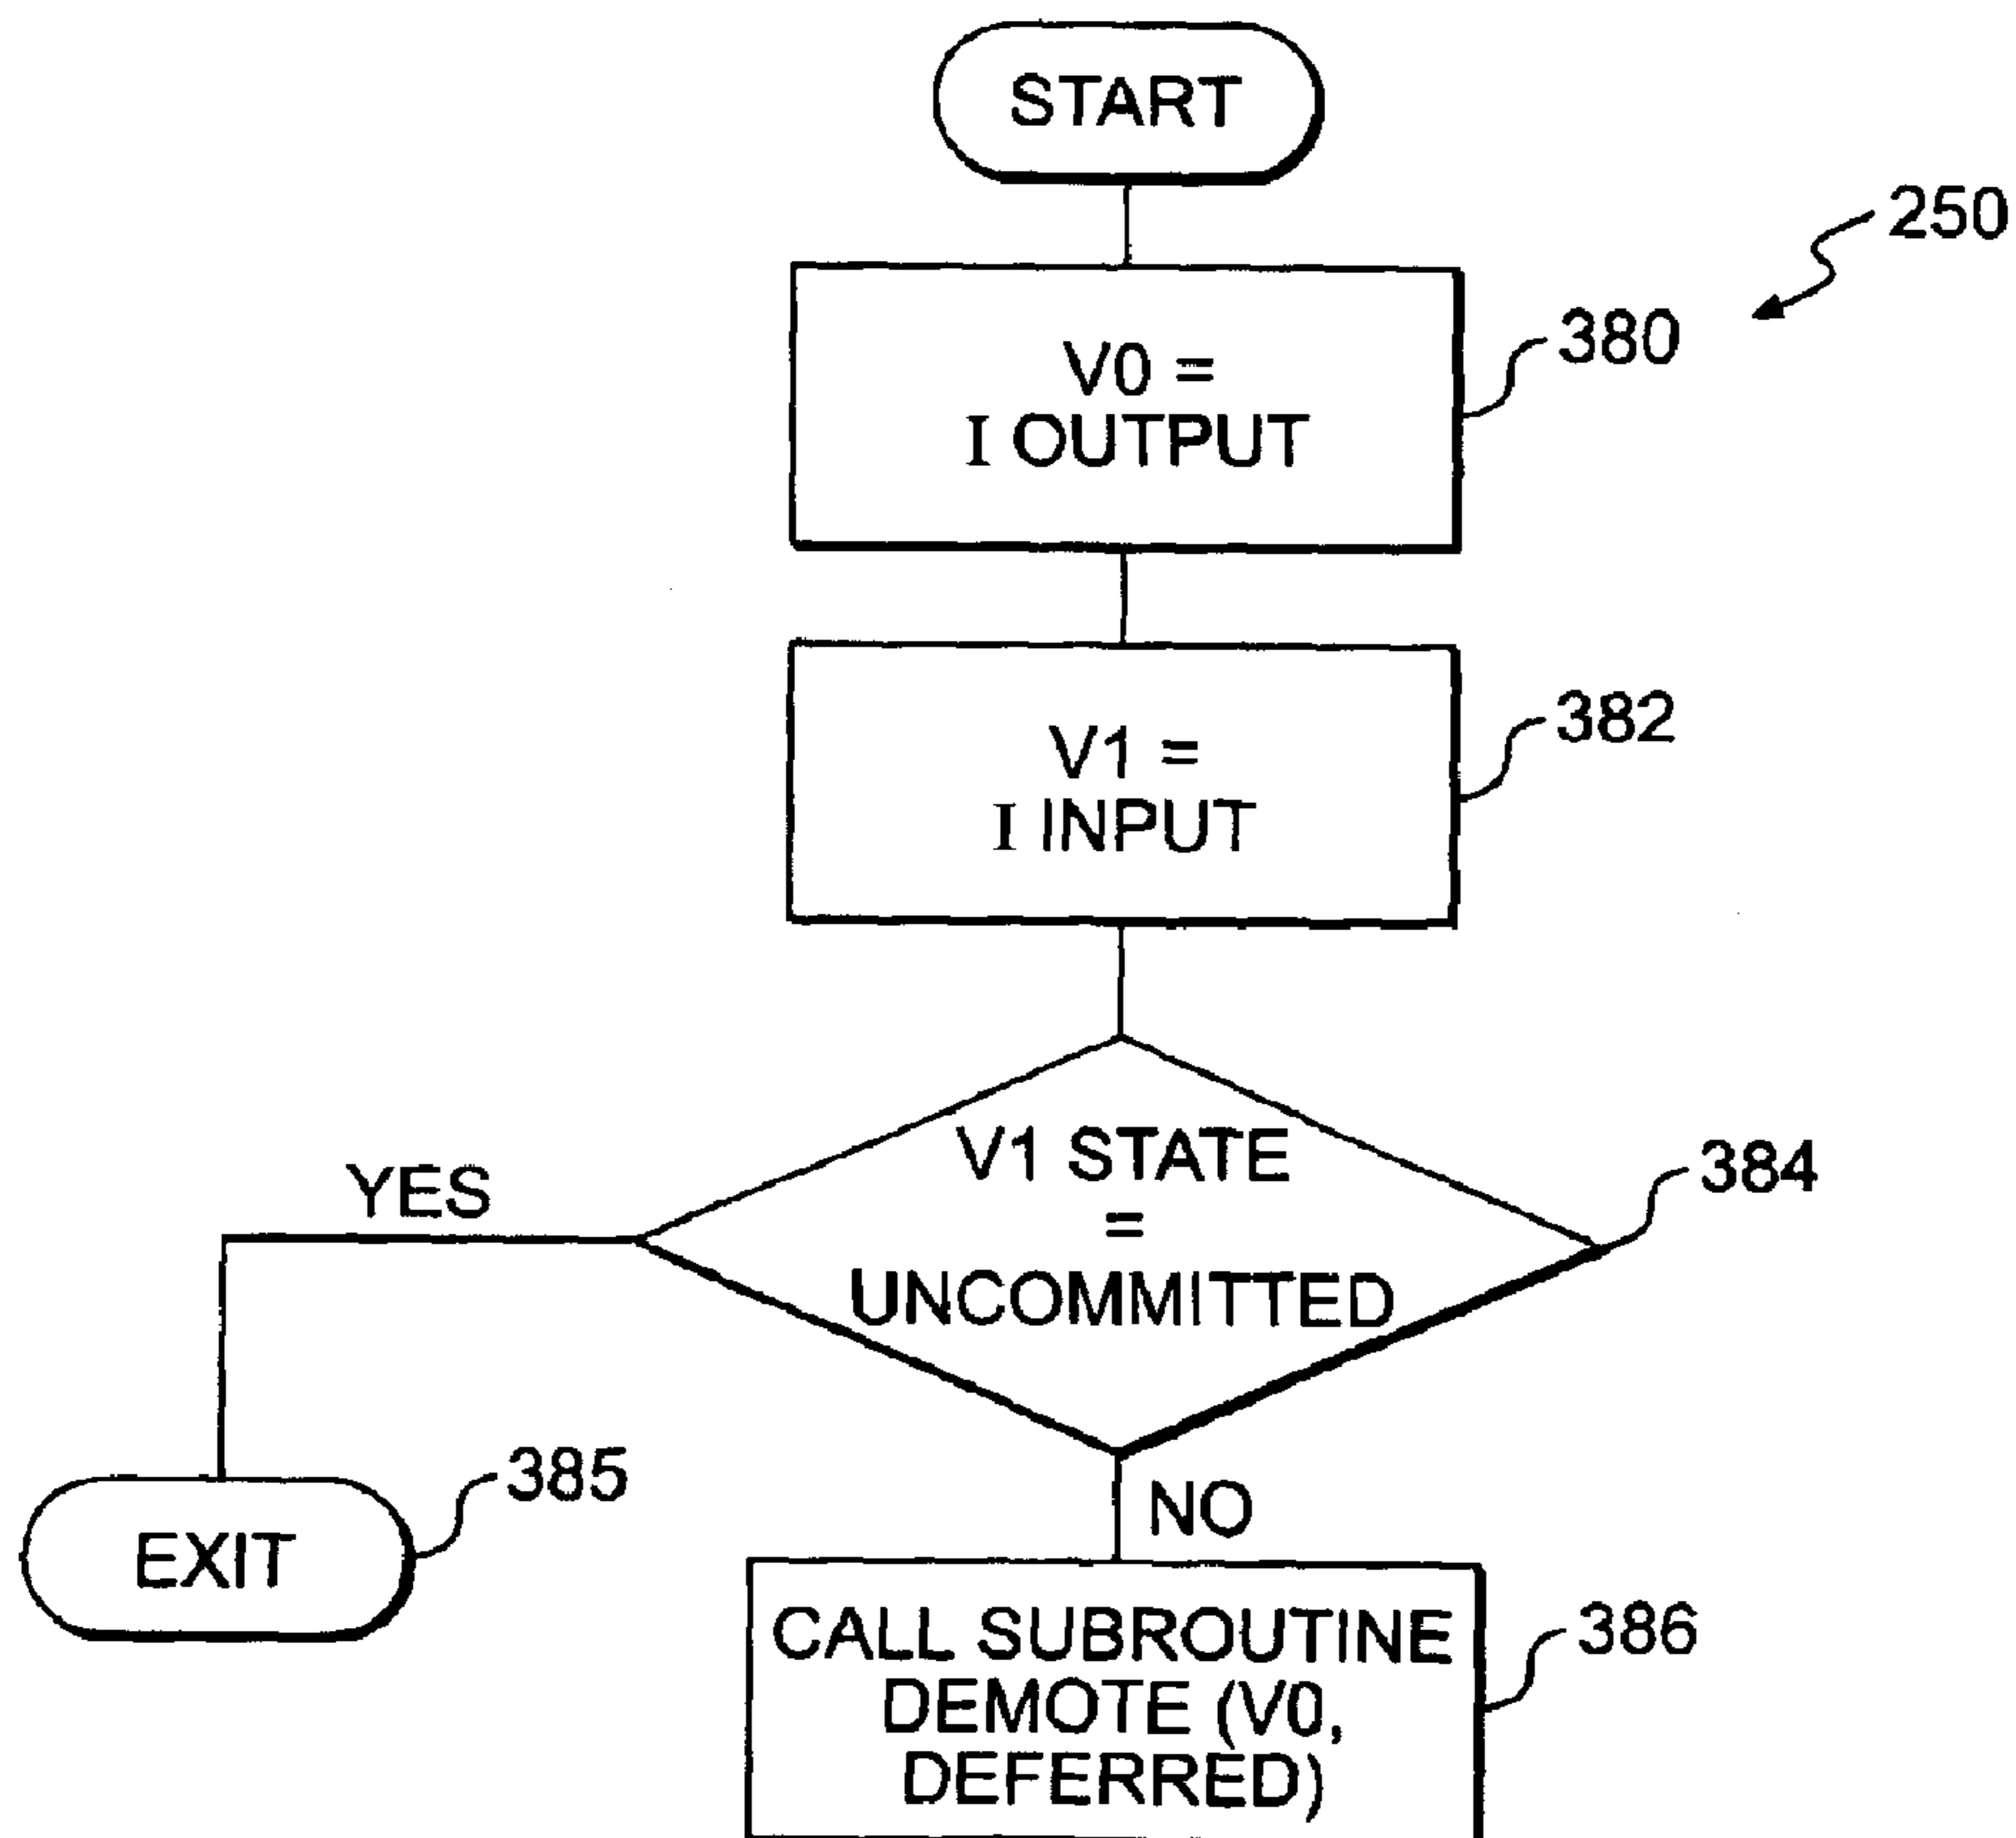 START
250
V0 =
I OUTPUT
380
V1 =
I INPUT
382
V1 STATE
=
UNCOMMITTED
384
YES
EXIT
385
NO
CALL SUBROUTINE
DEMOTE (V0,
DEFERRED)
386